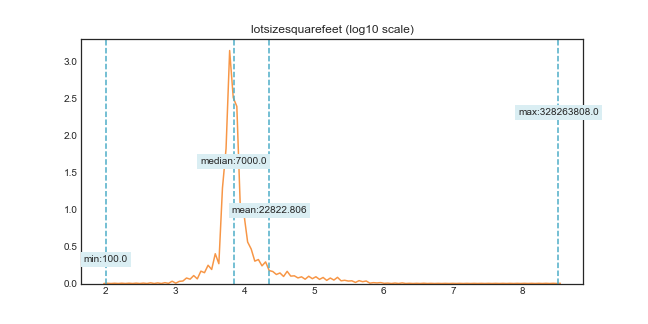 lotsizesquarefeet (log10 scale)
3.0
2.5
max:328263808.0
2.0
median:7000.0
1.5
mean:22822.806
1.0
0.5
min:100.0
0.0
2 3 4 5 6 7 8